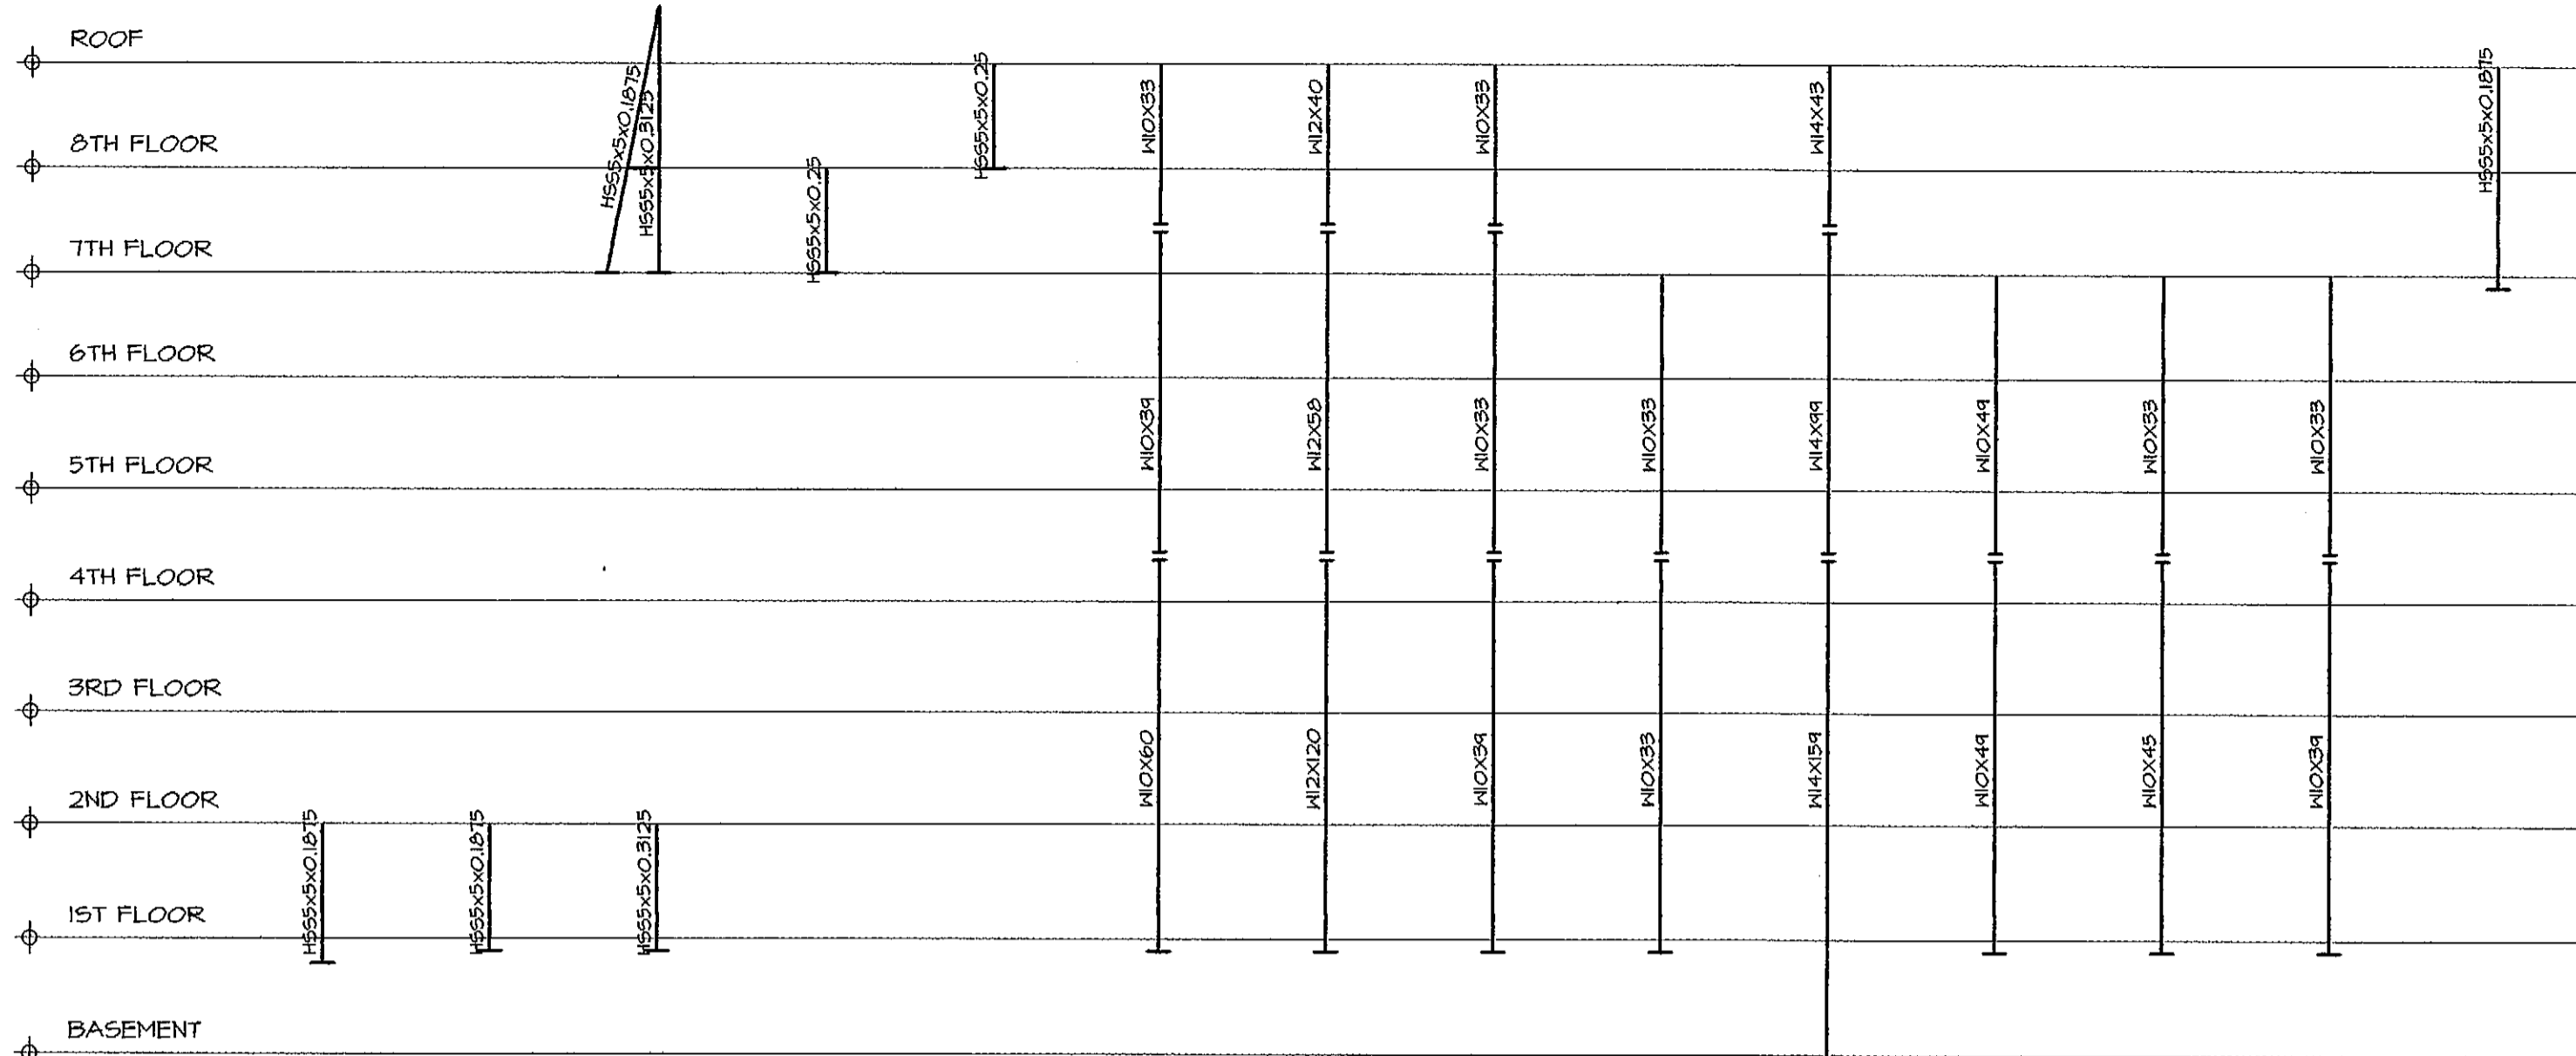 ROOF
8TH FLOOR
7TH FLOOR
6TH FLOOR
5TH FLOOR
4TH FLOOR
3RD FLOOR
2ND FLOOR
1ST FLOOR
BASEMENT
HSS5x5x0.1875
HSS5x5x0.1875
HSS5x5x0.3125
HSS5x5x0.1875
HSS5x5x0.3125
HSS5x5x0.25
HSS5x5x0.25
W10X33
W10X39
W10X60
W12X40
W12X58
W12X120
W10X33
W10X33
W10X39
W10X33
W10X33
W14X43
W14X99
W14X159
W10X49
W10X49
W10X33
W10X45
W10X33
W10X39
HSS5x5x0.1875